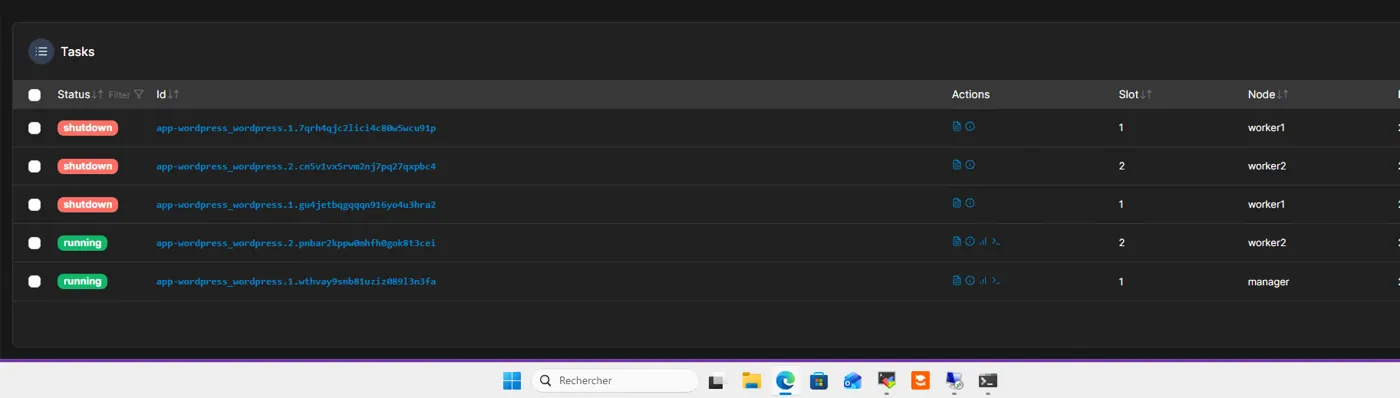 Tasks
Status Filter Id Actions Slot Node
shutdown app-wordpress_wordpress.1.7qrh4qjc2lici4c80w5wcu91p 1 worker1
shutdown app-wordpress_wordpress.2.cn5v1vx5rvm2nj7pq27qxpbc4 2 worker2
shutdown app-wordpress_wordpress.1.gu4jetbqgqqqn916yo4u3hra2 1 worker1
running app-wordpress_wordpress.2.pnbar2kppw0mhfh0gok8t3cei 2 worker2
running app-wordpress_wordpress.1.wthvay9snb81uziz089l3n3fa 1 manager
Rechercher